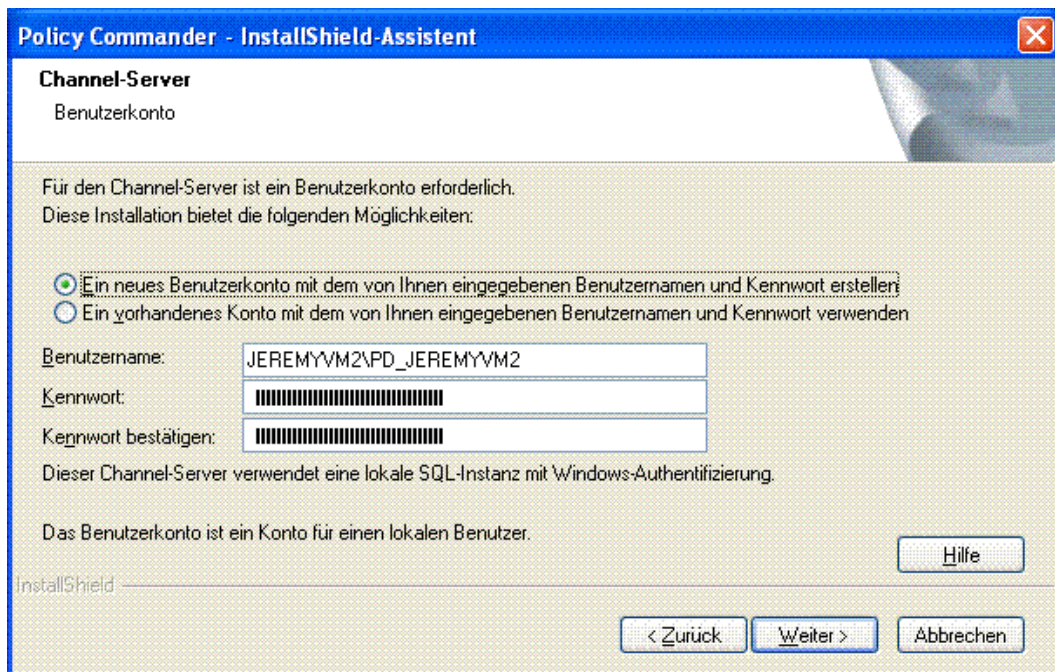 Policy Commander - InstallShield-Assistent
Channel-Server
Benutzerkonto
Für den Channel-Server ist ein Benutzerkonto erforderlich.
Diese Installation bietet die folgenden Möglichkeiten:
Ein neues Benutzerkonto mit dem von Ihnen eingegebenen Benutzernamen und Kennwort erstellen
Ein vorhandenes Konto mit dem von Ihnen eingegebenen Benutzernamen und Kennwort verwenden
Benutzername: JEREMYVM2\PD_JEREMYVM2
Kennwort:
Kennwort bestätigen:
Dieser Channel-Server verwendet eine lokale SQL-Instanz mit Windows-Authentifizierung.
Das Benutzerkonto ist ein Konto für einen lokalen Benutzer.
Hilfe
InstallShield
< Zurück Weiter > Abbrechen